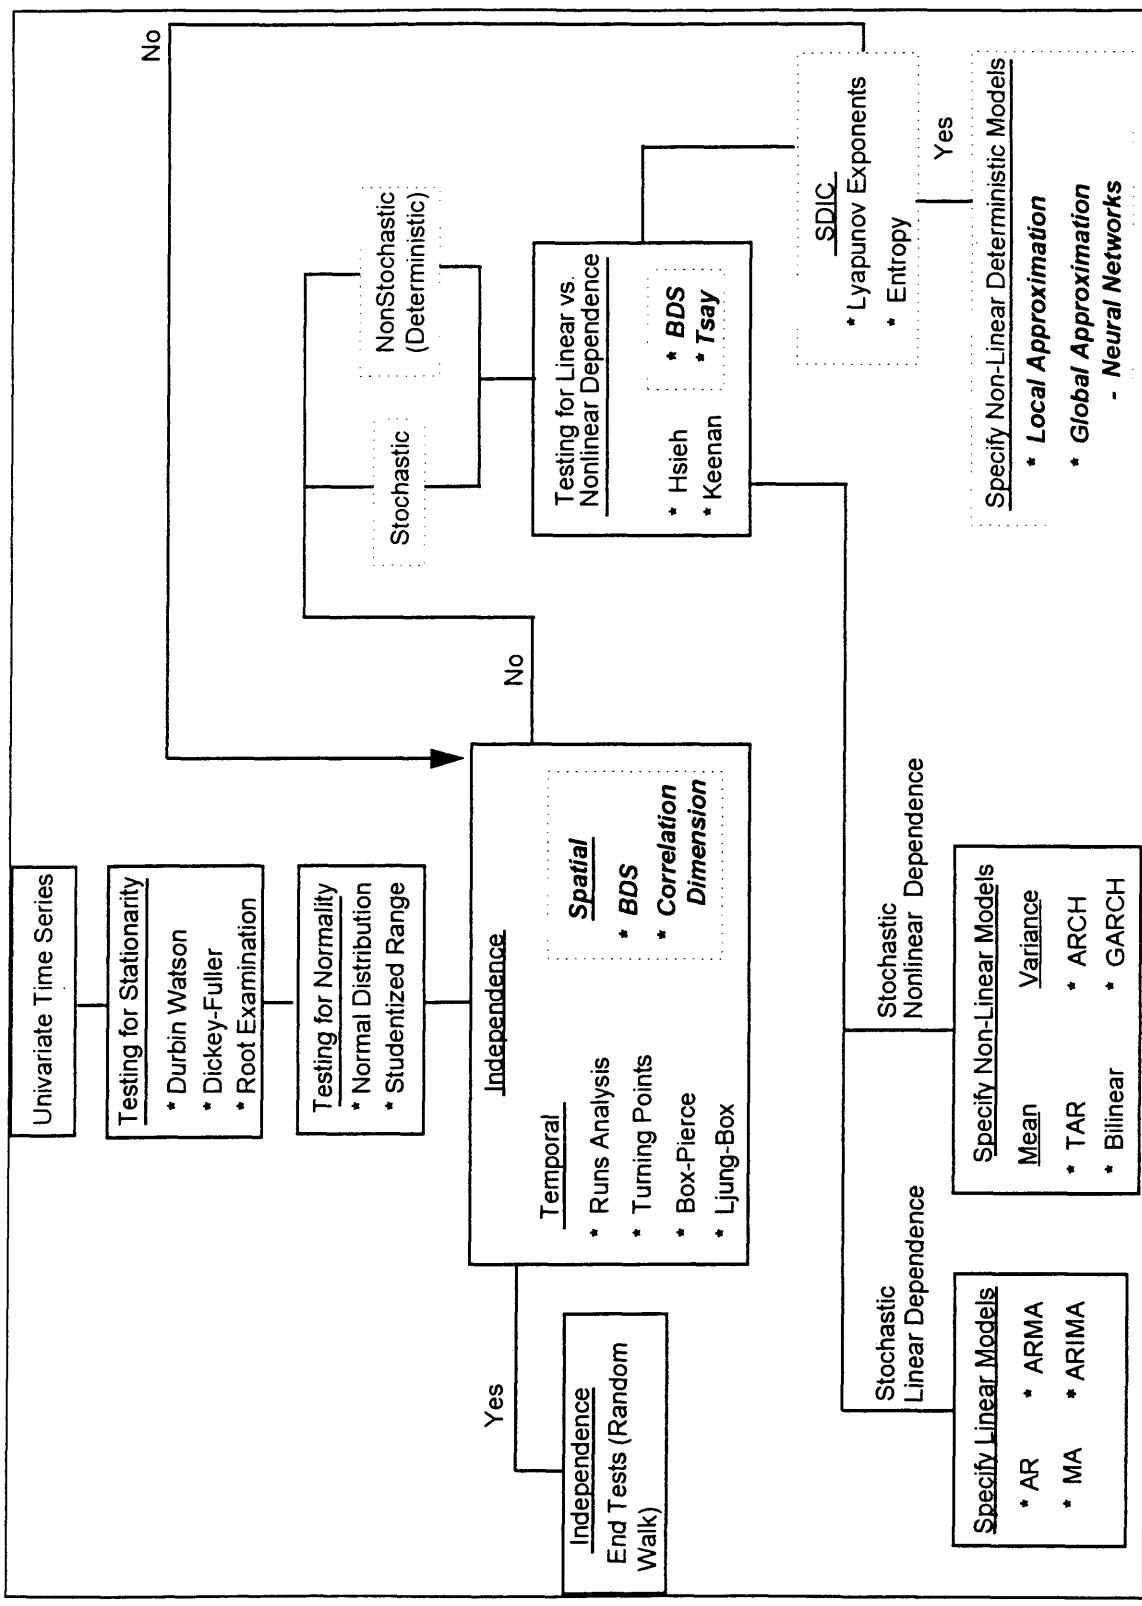 Univariate Time Series
Testing for Stationarity
* Durbin Watson
* Dickey-Fuller
* Root Examination
Testing for Normality
* Normal Distribution
* Studentized Range
Independence
Temporal
* Runs Analysis
* Turning Points
* Box-Pierce
* Ljung-Box
Spatial
* BDS
* Correlation
Dimension
Yes
Independence
End Tests (Random
Walk)
No
Stochastic
NonStochastic
(Deterministic)
Testing for Linear vs.
Nonlinear Dependence
* Hsieh
* Keenan
* BDS
* Tsay
No
SDIC
* Lyapunov Exponents
* Entropy
Yes
Specify Non-Linear Deterministic Models
* Local Approximation
* Global Approximation
- Neural Networks
Stochastic
Linear Dependence
Specify Linear Models
* AR * ARMA
* MA * ARIMA
Stochastic
Nonlinear Dependence
Specify Non-Linear Models
Mean Variance
* TAR * ARCH
* Bilinear * GARCH